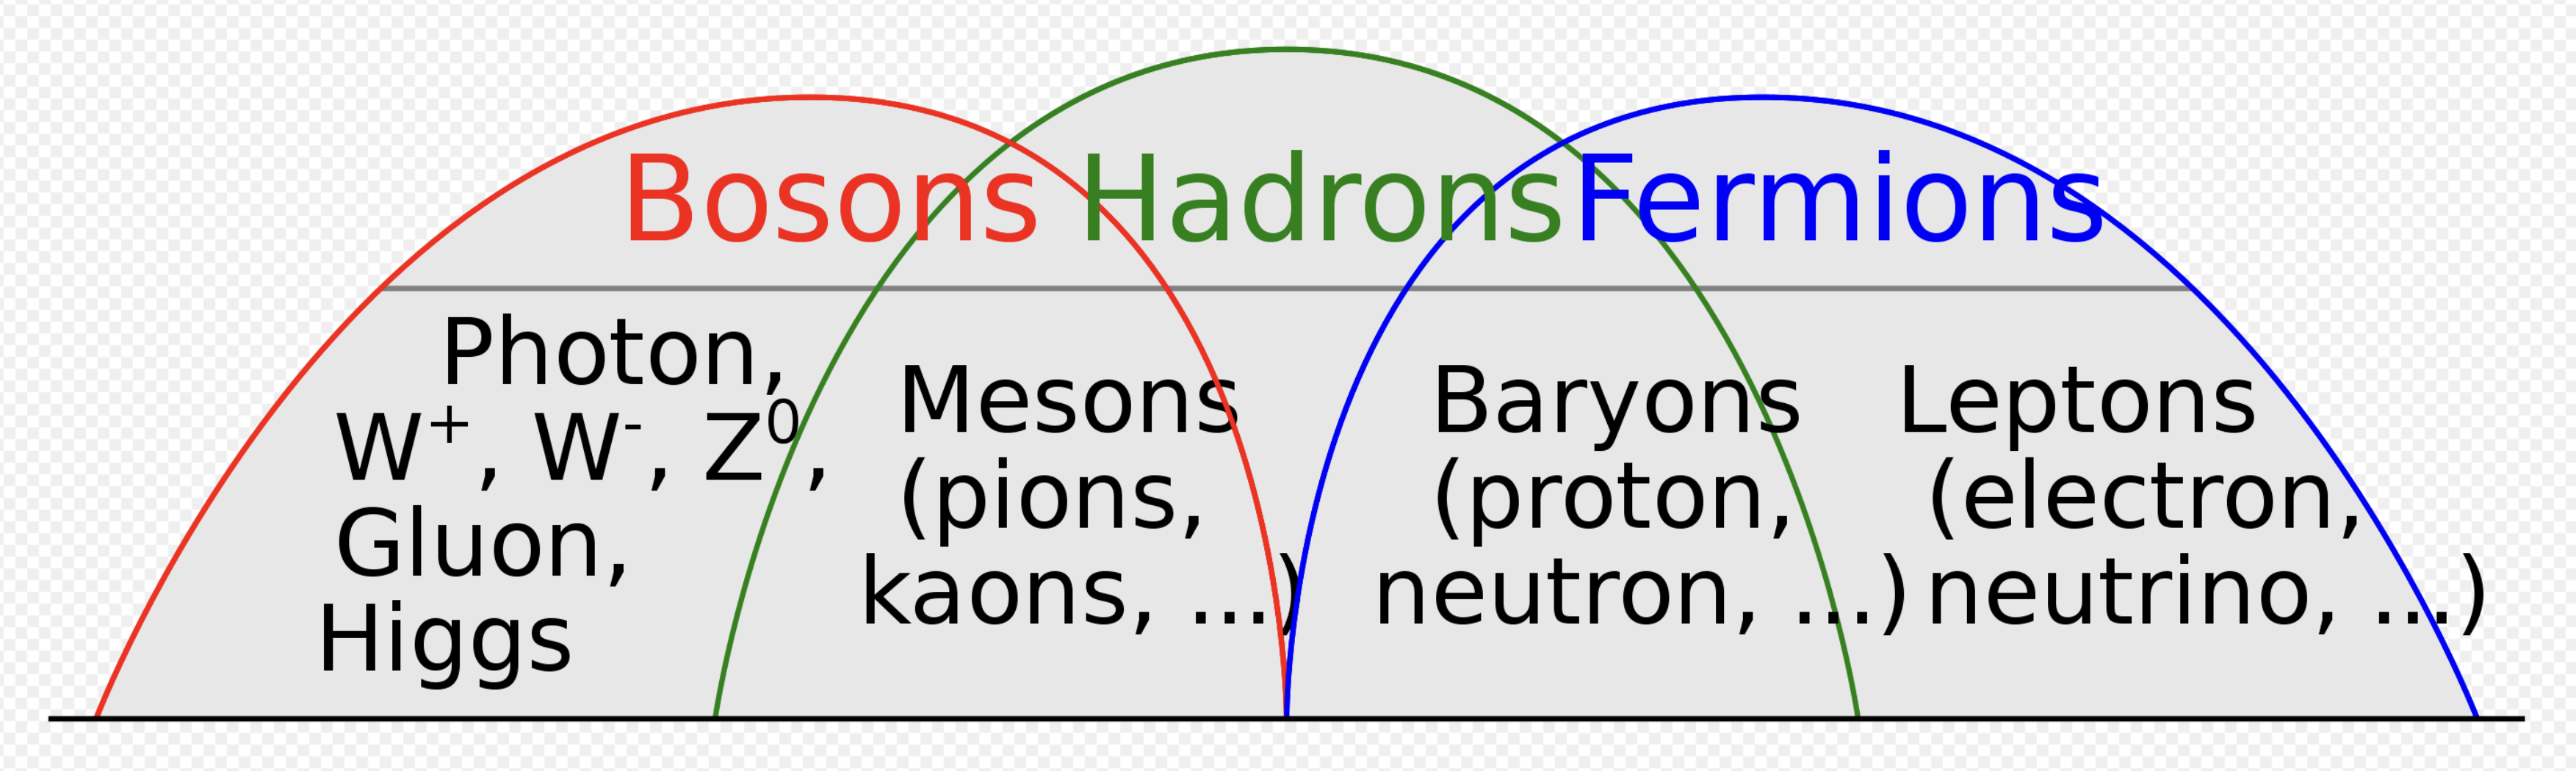 Bosons Hadrons Fermions
Photon,
W⁺, W⁻, Z⁰,
Gluon,
Higgs
Mesons
(pions,
kaons, ...)
Baryons
(proton,
neutron, ...)
Leptons
(electron,
neutrino, ...)